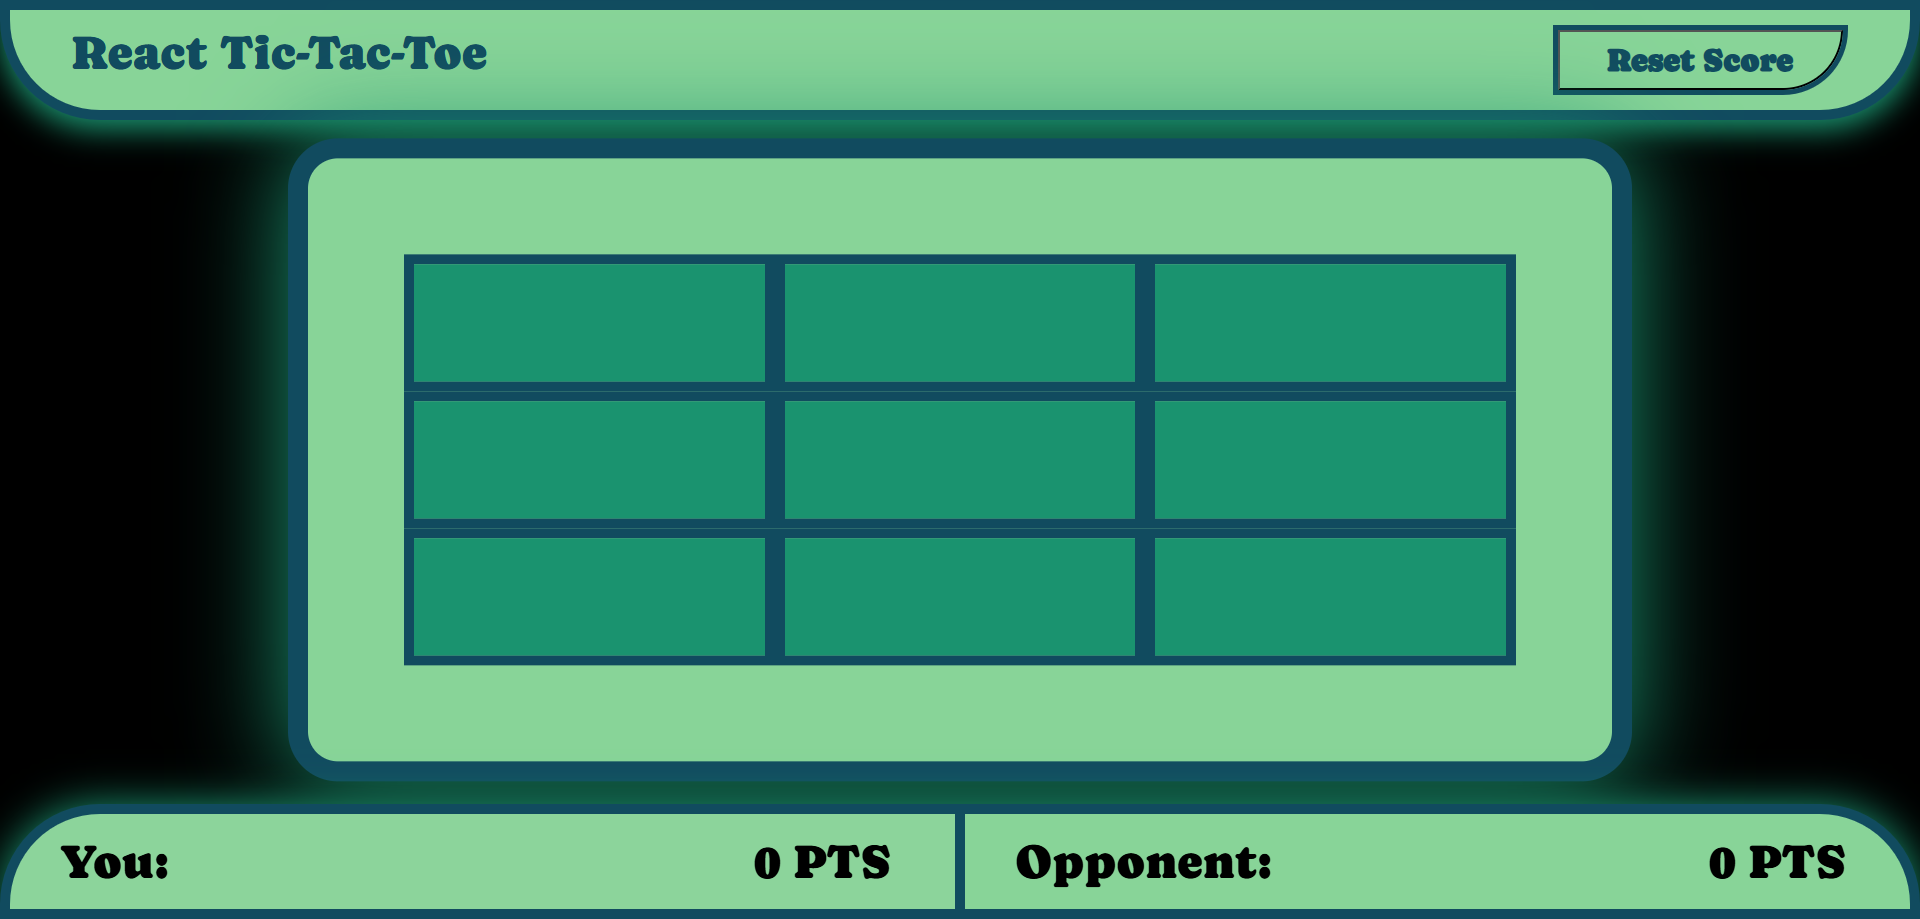 React Tic-Tac-Toe
Reset Score
You:
0 PTS
Opponent:
0 PTS